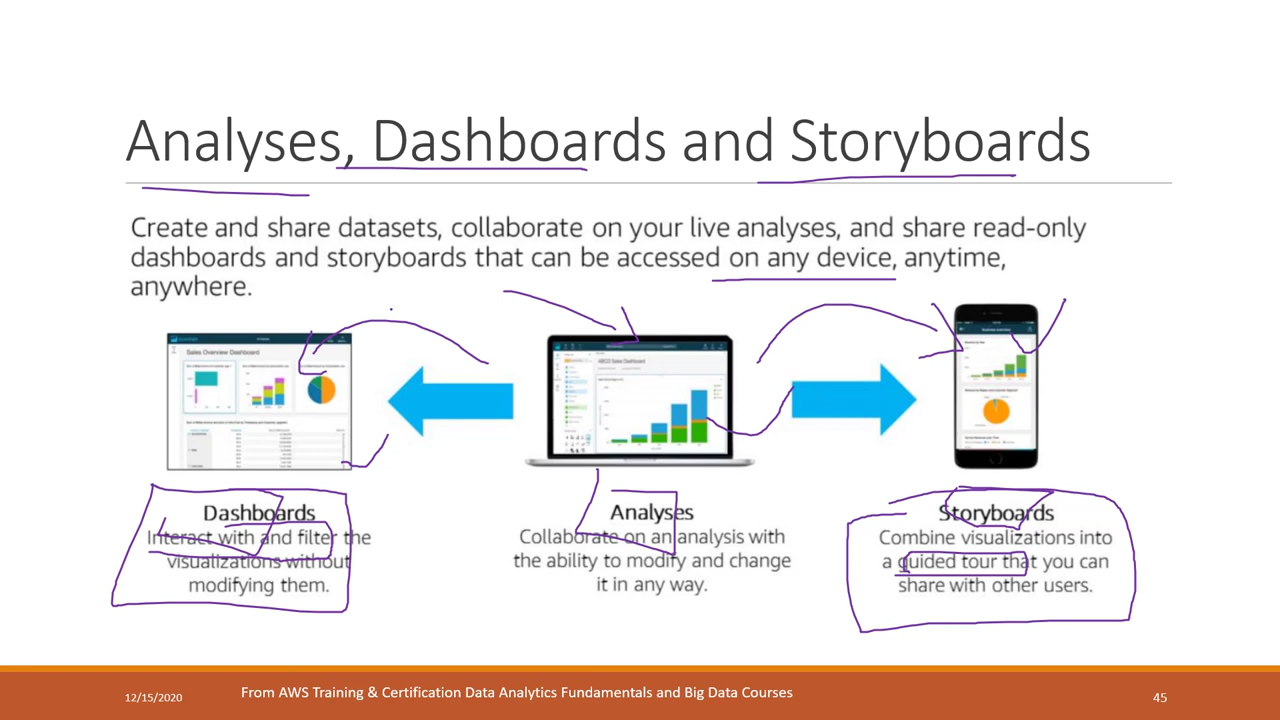 Analyses, Dashboards and Storyboards
Create and share datasets, collaborate on your live analyses, and share read-only
dashboards and storyboards that can be accessed on any device, anytime,
anywhere.
Sales Overview Dashboard
ABCD Sales Dashboard
Dashboards
Interact with and filter the
visualizations without
modifying them.
Analyses
Collaborate on an analysis with
the ability to modify and change
it in any way.
Storyboards
Combine visualizations into
a guided tour that you can
share with other users.
12/15/2020
From AWS Training & Certification Data Analytics Fundamentals and Big Data Courses
45